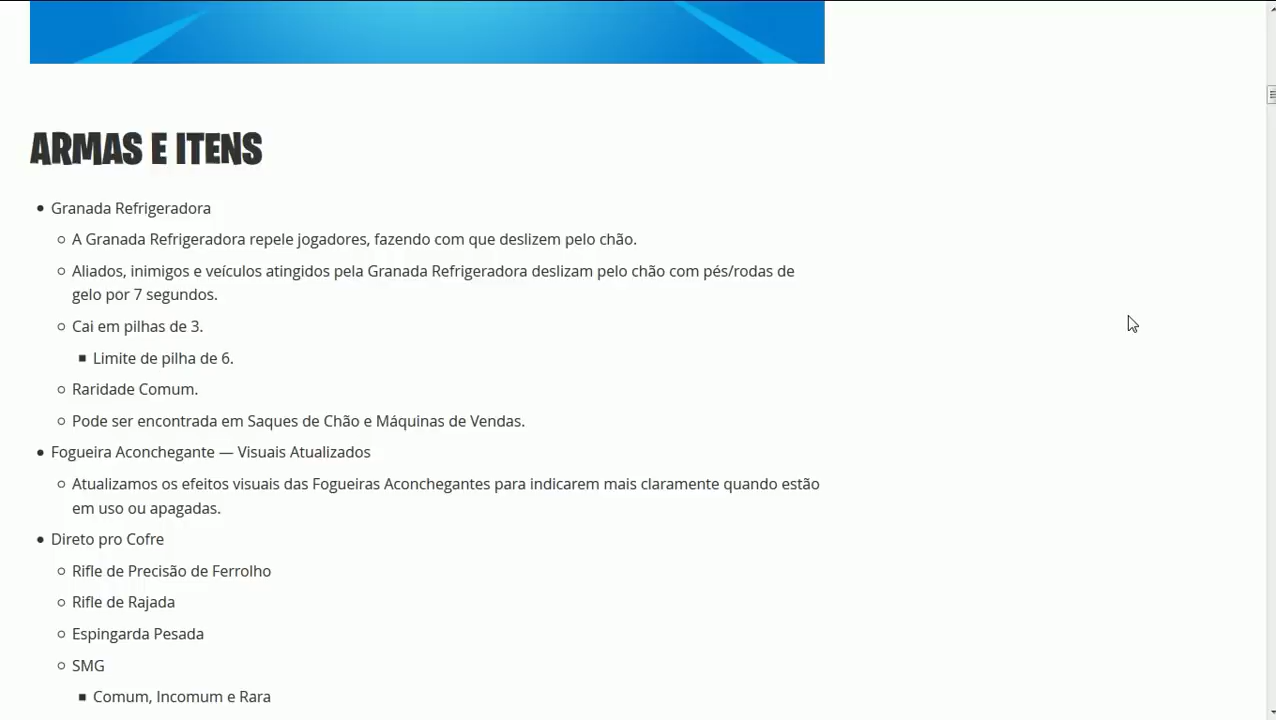 ARMAS E ITENS
Granada Refrigeradora
A Granada Refrigeradora repele jogadores, fazendo com que deslizem pelo chão.
Aliados, inimigos e veículos atingidos pela Granada Refrigeradora deslizam pelo chão com pés/rodas de
gelo por 7 segundos.
Cai em pilhas de 3.
Limite de pilha de 6.
Raridade Comum.
Pode ser encontrada em Saques de Chão e Máquinas de Vendas.
Fogueira Aconchegante — Visuais Atualizados
Atualizamos os efeitos visuais das Fogueiras Aconchegantes para indicarem mais claramente quando estão
em uso ou apagadas.
Direto pro Cofre
Rifle de Precisão de Ferrolho
Rifle de Rajada
Espingarda Pesada
SMG
Comum, Incomum e Rara